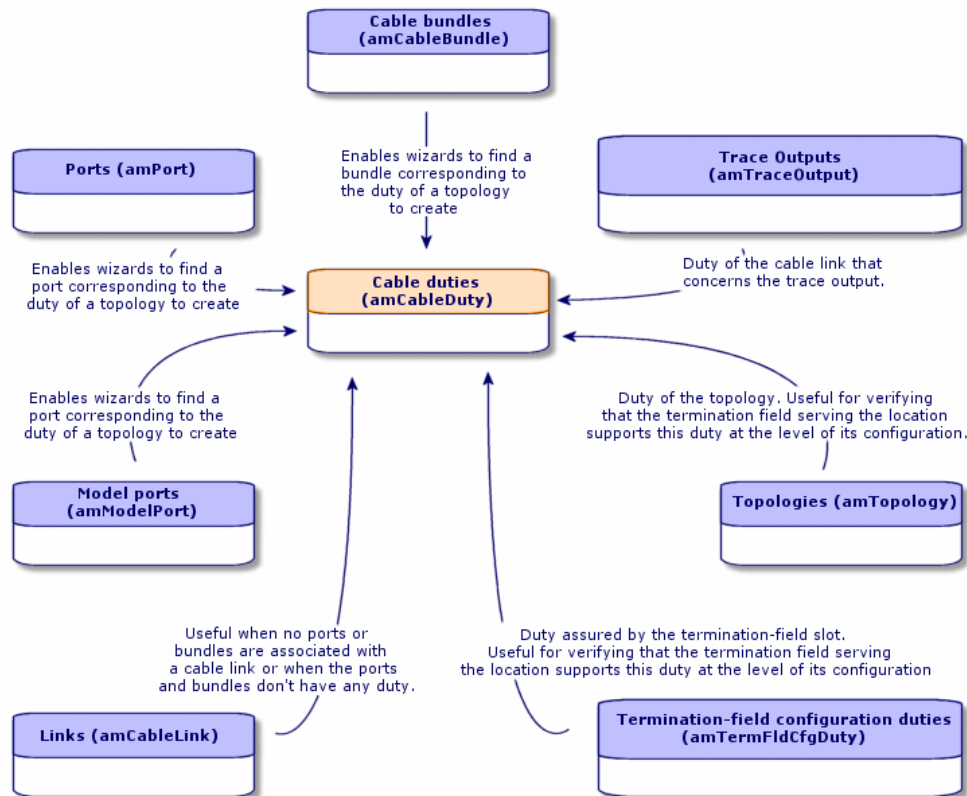 Cable bundles
(amCableBundle)
Enables wizards to find a
bundle corresponding to
the duty of a topology
to create
Ports (amPort)
Trace Outputs
(amTraceOutput)
Enables wizards to find a
port corresponding to the
duty of a topology to create
Cable duties
(amCableDuty)
Duty of the cable link that
concerns the trace output.
Enables wizards to find a
port corresponding to the
duty of a topology to create
Duty of the topology. Useful for verifying
that the termination field serving the location
supports this duty at the level of its configuration.
Model ports
(amModelPort)
Topologies (amTopology)
Useful when no ports or
bundles are associated with
a cable link or when the ports
and bundles don't have any duty.
Duty assured by the termination-field slot.
Useful for verifying that the termination field serving
the location supports this duty at the level of its configuration
Links (amCableLink)
Termination-field configuration duties
(amTermFldCfgDuty)